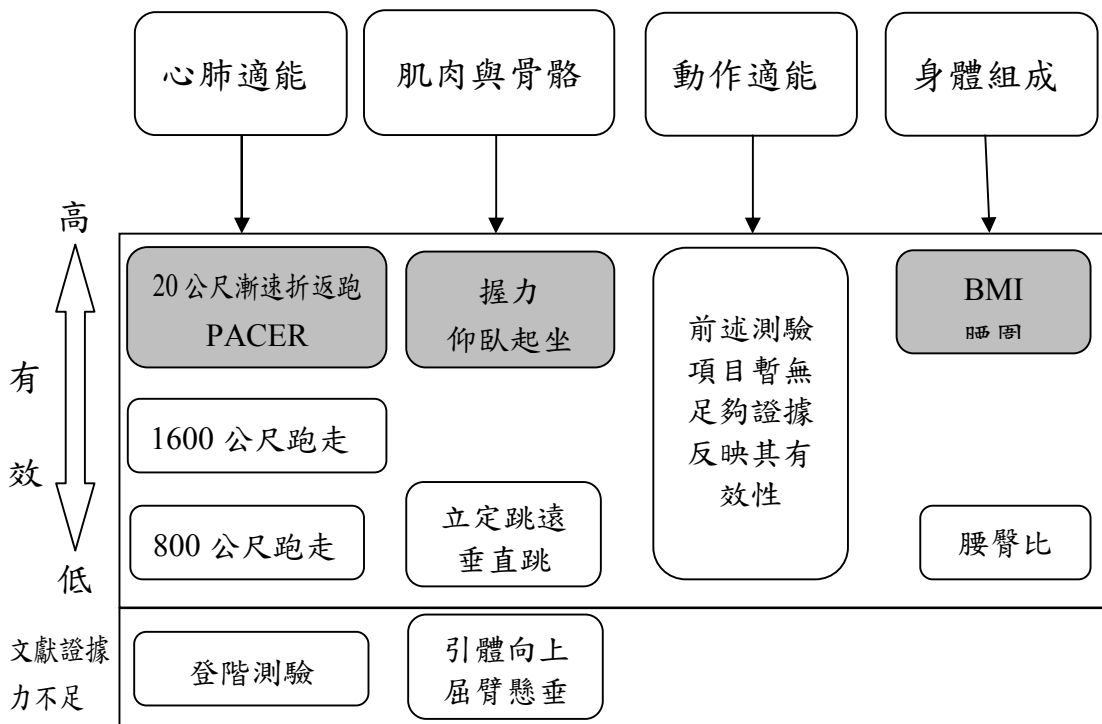 心肺適能
肌肉與骨骼
動作適能
身體組成
高
有
效
低
20公尺漸速折返跑
PACER
握力
仰臥起坐
前述測驗
項目暫無
足夠證據
反映其有
效性
BMI
腰圍
1600 公尺跑走
800 公尺跑走
立定跳遠
垂直跳
腰臀比
文獻證據
力不足
登階測驗
引體向上
屈臂懸垂